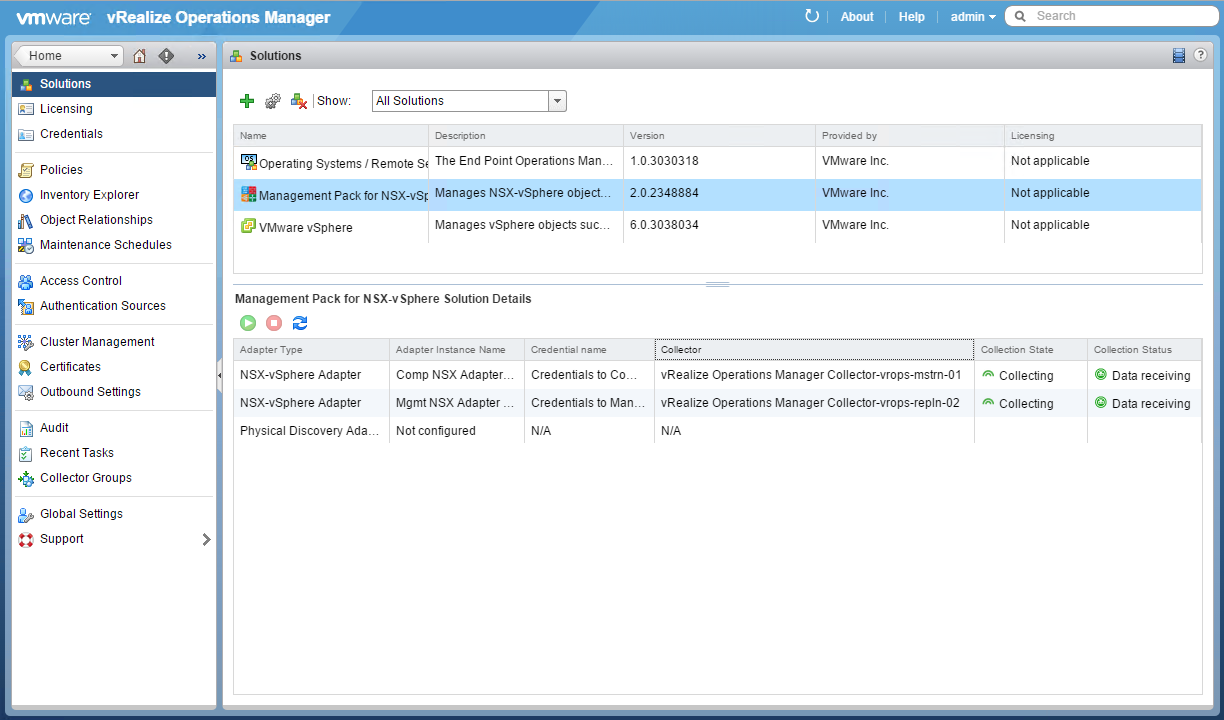 vmware vRealize Operations Manager
About Help admin Search
Home »
Solutions
Licensing
Credentials
Policies
Inventory Explorer
Object Relationships
Maintenance Schedules
Access Control
Authentication Sources
Cluster Management
Certificates
Outbound Settings
Audit
Recent Tasks
Collector Groups
Global Settings
Support
Solutions
Show: All Solutions
Name Description Version Provided by Licensing
Operating Systems / Remote Se The End Point Operations Man... 1.0.3030318 VMware Inc. Not applicable
Management Pack for NSX-vSp Manages NSX-vSphere object... 2.0.2348884 VMware Inc. Not applicable
VMware vSphere Manages vSphere objects suc... 6.0.3038034 VMware Inc. Not applicable
Management Pack for NSX-vSphere Solution Details
Adapter Type Adapter Instance Name Credential name Collector Collection State Collection Status
NSX-vSphere Adapter Comp NSX Adapter... Credentials to Co... vRealize Operations Manager Collector-vrops-mstrn-01 Collecting Data receiving
NSX-vSphere Adapter Mgmt NSX Adapter ... Credentials to Man... vRealize Operations Manager Collector-vrops-repln-02 Collecting Data receiving
Physical Discovery Ada... Not configured N/A N/A